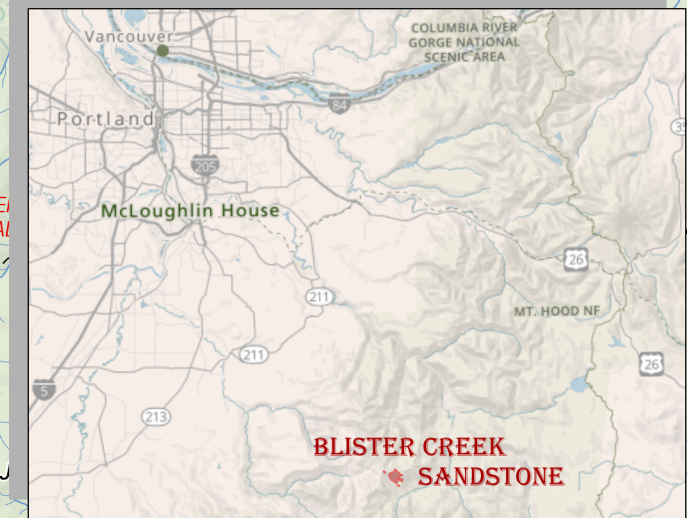 Vancouver
COLUMBIA RIVER
GORGE NATIONAL
SCENIC AREA
84
Portland
205
McLoughlin House
26
211
MT. HOOD NF
211
26
5
213
BLISTER CREEK
SANDSTONE